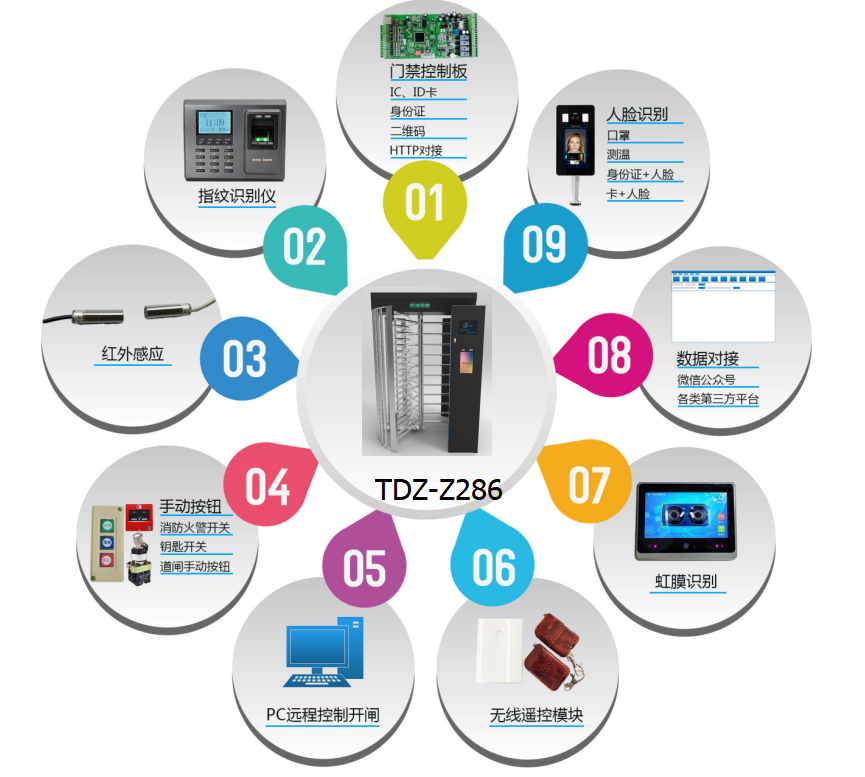 门禁控制板
IC、ID卡
身份证
二维码
HTTP对接
01
指纹识别仪
02
红外感应
03
手动按钮
消防火警开关
钥匙开关
道闸手动按钮
04
PC远程控制开闸
05
无线遥控模块
06
虹膜识别
07
数据对接
微信公众号
各类第三方平台
08
人脸识别
口罩
测温
身份证+人脸
卡+人脸
09
TDZ-Z286